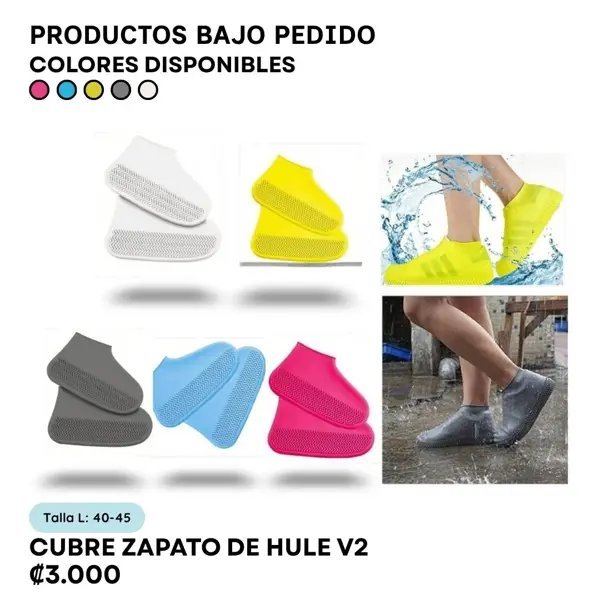 PRODUCTOS BAJO PEDIDO
COLORES DISPONIBLES
Talla L: 40-45
CUBRE ZAPATO DE HULE V2
₡3.000